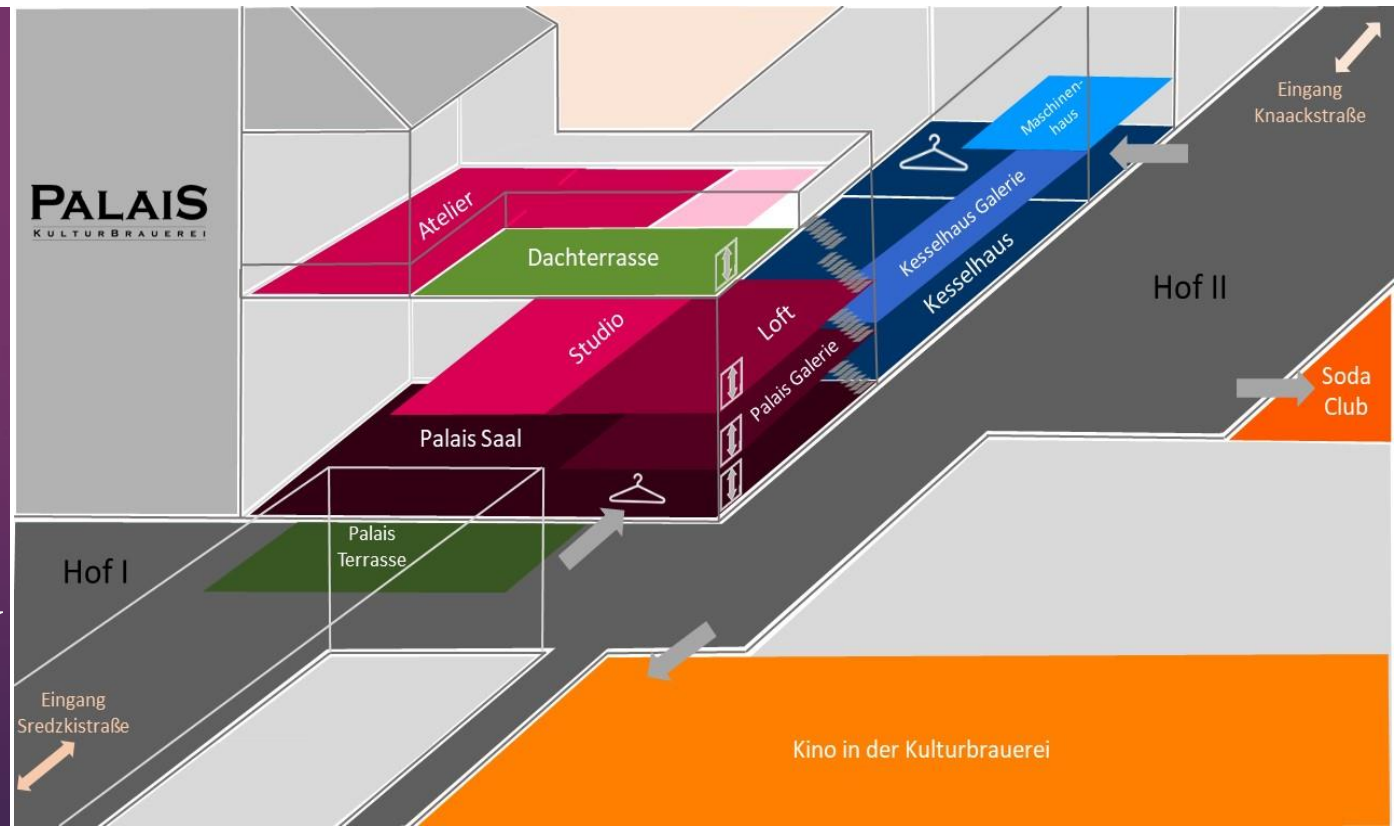 PALAIS
KULTURBRAUEREI
Eingang
Knaackstraße
Maschinen-
haus
Atelier
Dachterrasse
Kesselhaus Galerie
Kesselhaus
Hof II
Studio
Loft
Palais Galerie
Soda
Club
Palais Saal
Palais
Terrasse
Hof I
Eingang
Sredzkistraße
Kino in der Kulturbrauerei